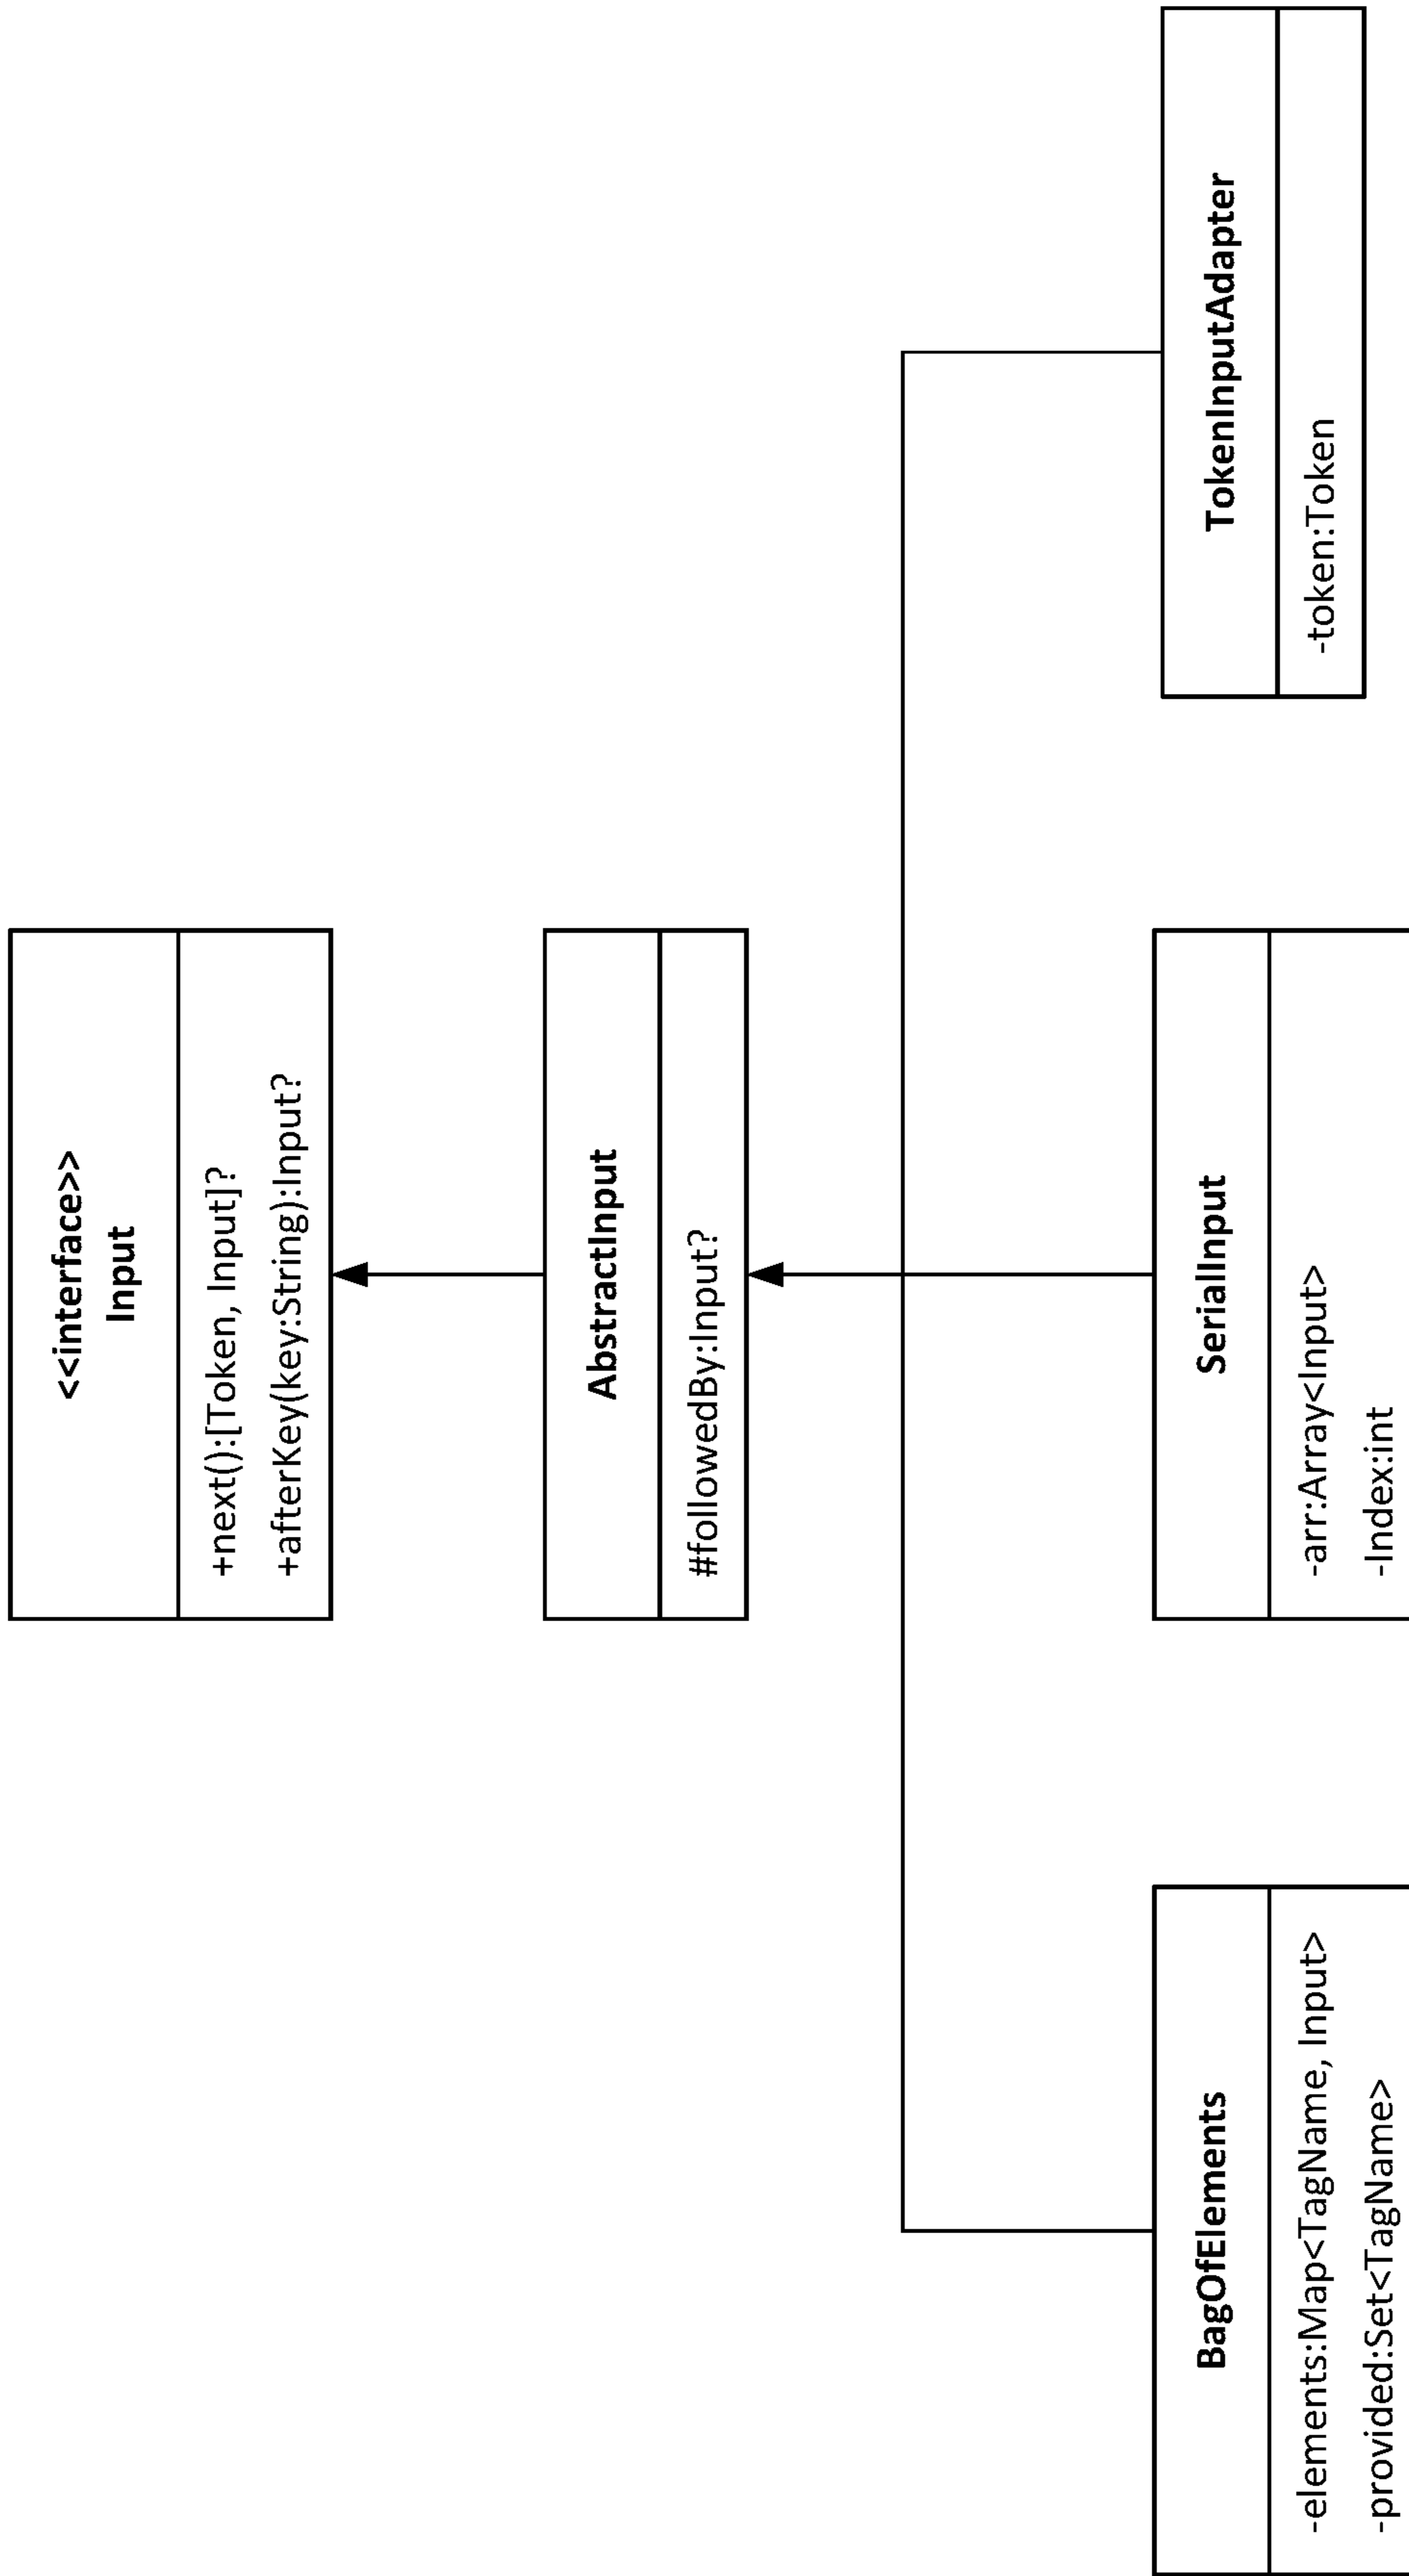 <<interface>>
Input
+next():[Token, Input]?
+afterKey(key:String):Input?
AbstractInput
#followedBy:Input?
BagOfElements
-elements:Map<TagName, Input>
-provided:Set<TagName>
SerialInput
-arr:Array<Input>
-Index:int
TokenInputAdapter
-token:Token